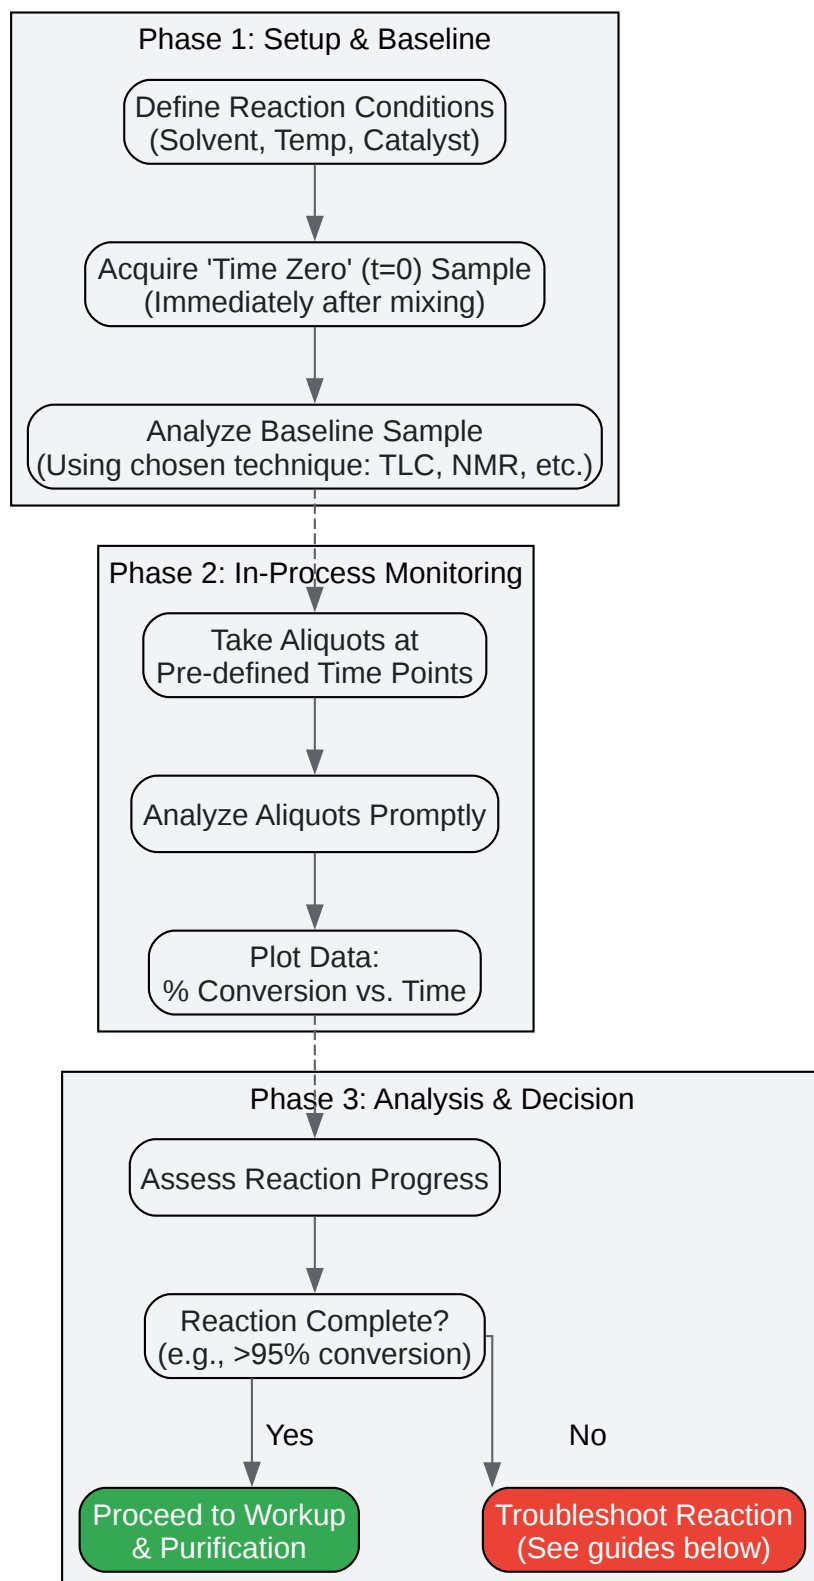 Phase 1: Setup & Baseline
Define Reaction Conditions
(Solvent, Temp, Catalyst)
Acquire 'Time Zero' (t=0) Sample
(Immediately after mixing)
Analyze Baseline Sample
(Using chosen technique: TLC, NMR, etc.)
Phase 2: In-Process Monitoring
Take Aliquots at
Pre-defined Time Points
Analyze Aliquots Promptly
Plot Data:
% Conversion vs. Time
Phase 3: Analysis & Decision
Assess Reaction Progress
Reaction Complete?
(e.g., >95% conversion)
Yes
No
Proceed to Workup
& Purification
Troubleshoot Reaction
(See guides below)